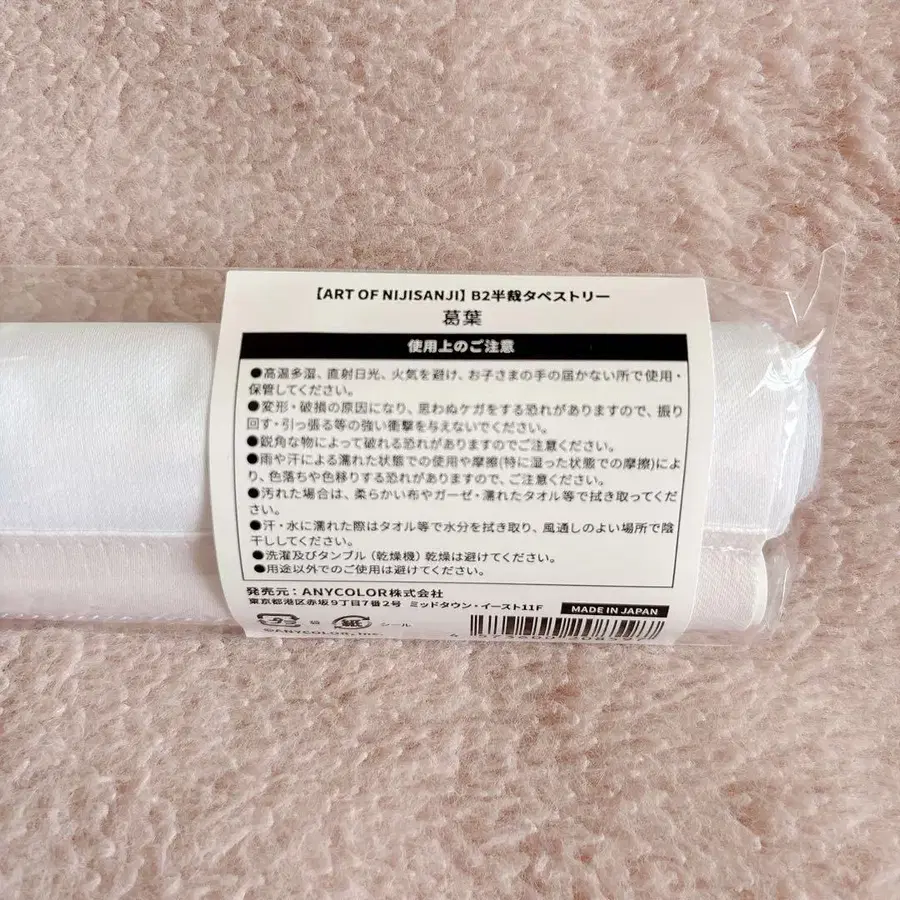 【ART OF NIJISANJI】B2半裁タペストリー
葛葉
使用上のご注意
●高温多湿、直射日光、火気を避け、お子さまの手の届かない所で使用・
保管してください。
●変形・破損の原因になり、思わぬケガをする恐れがありますので、振り
回す・引っ張る等の強い衝撃を与えないでください。
●鋭角な物によって破れる恐れがありますのでご注意ください。
●雨や汗による濡れた状態での使用や摩擦(特に湿った状態での摩擦)によ
り、色落ちや色移りする恐れがありますので、ご注意ください。
●汚れた場合は、柔らかい布やガーゼ・濡れたタオル等で拭き取ってくだ
さい。
●汗・水に濡れた際はタオル等で水分を拭き取り、風通しのよい場所で陰
干ししてください。
●洗濯及びタンブル(乾燥機)乾燥は避けてください。
●用途以外でのご使用は避けてください。
発売元：ANYCOLOR株式会社
東京都港区赤坂9丁目7番2号 ミッドタウン・イースト11F
MADE IN JAPAN
プラ 袋 紙 シール
©ANYCOLOR, Inc.